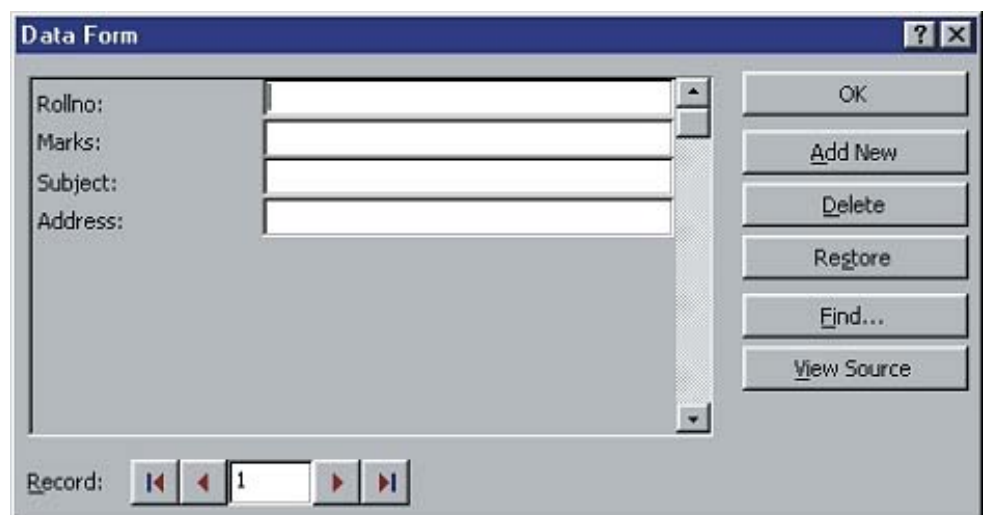 Data Form
Rollno:
Marks:
Subject:
Address:
OK
Add New
Delete
Restore
Find...
View Source
Record: 1